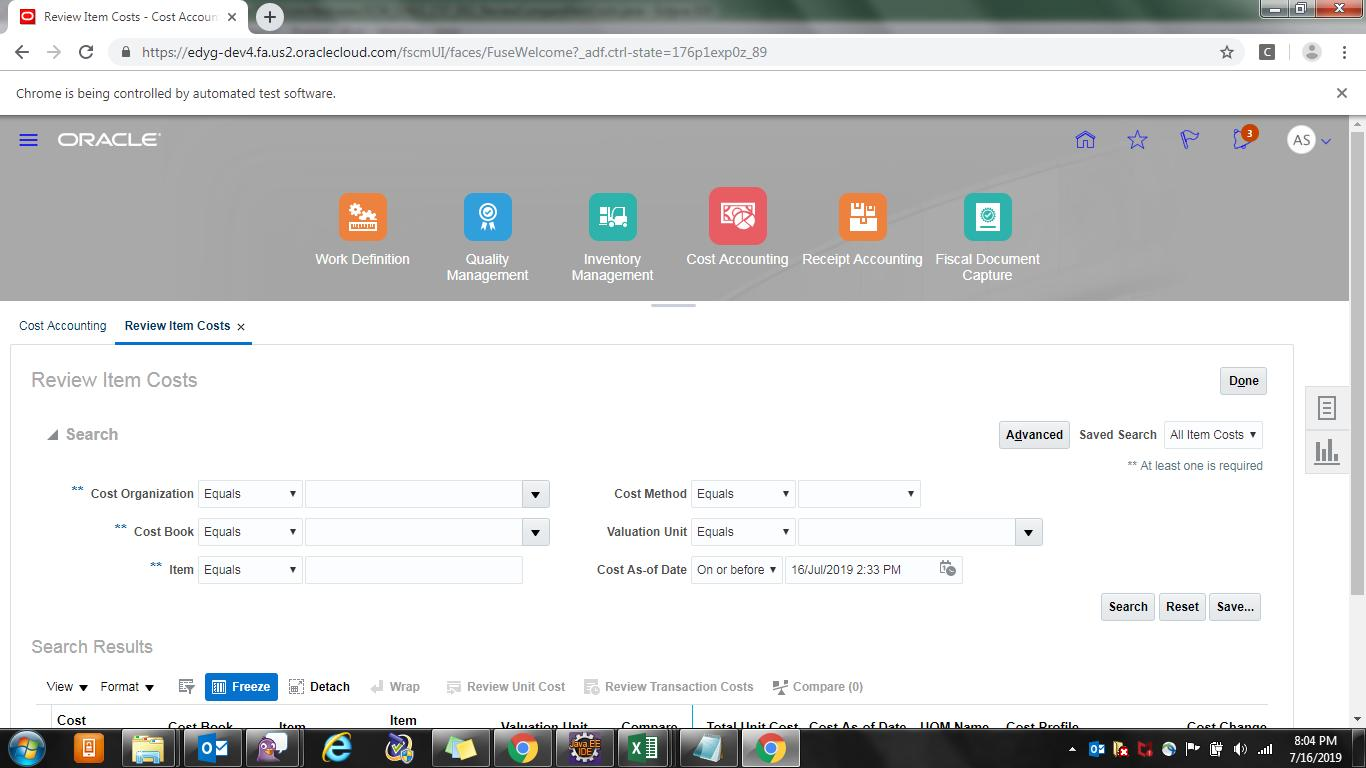 Review Item Costs - Cost Accoun
https://edyg-dev4.fa.us2.oraclecloud.com/fscmUI/faces/FuseWelcome?_adf.ctrl-state=176p1exp0z_89
C
Chrome is being controlled by automated test software.
ORACLE
3
AS
Work Definition
Quality Management
Inventory Management
Cost Accounting
Receipt Accounting
Fiscal Document Capture
Cost Accounting
Review Item Costs
Review Item Costs
Done
Search
Advanced
Saved Search
All Item Costs
** At least one is required
** Cost Organization Equals
Cost Method Equals
** Cost Book Equals
Valuation Unit Equals
** Item Equals
Cost As-of Date On or before 16/Jul/2019 2:33 PM
Search Reset Save...
Search Results
View Format Freeze Detach Wrap Review Unit Cost Review Transaction Costs Compare (0)
Cost
Cost Book
Item
Item
Valuation Unit
Compare
Total Unit Cost
Cost As-of Date
UOM Name
Cost Profile
Cost Change
Java EE
IDE
8:04 PM
7/16/2019